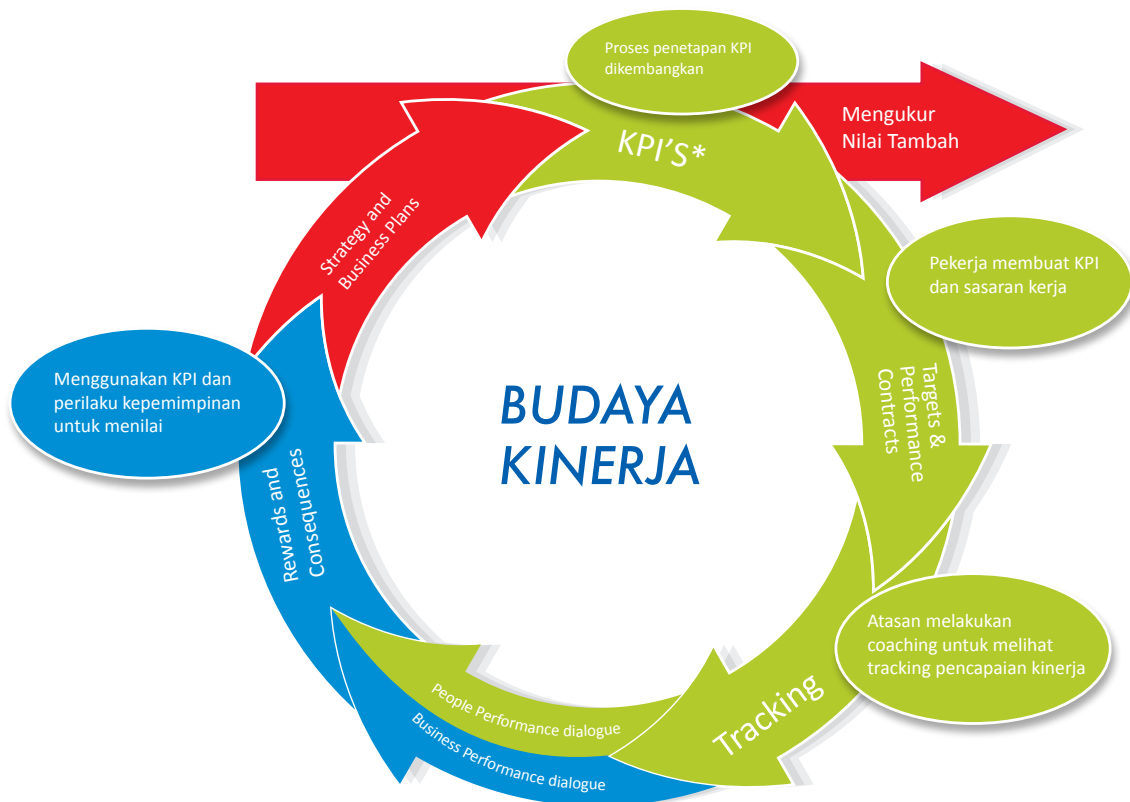 Proses penetapan KPI
dikembangkan
KPI'S*
Mengukur
Nilai Tambah
Strategy and
Business Plans
Pekerja membuat KPI
dan sasaran kerja
Menggunakan KPI dan
perilaku kepemimpinan
untuk menilai
BUDAYA
KINERJA
Targets &
Performance
Contracts
Rewards and
Consequences
Atasan melakukan
coaching untuk melihat
tracking pencapaian kinerja
Tracking
People Performance dialogue
Business Performance dialogue